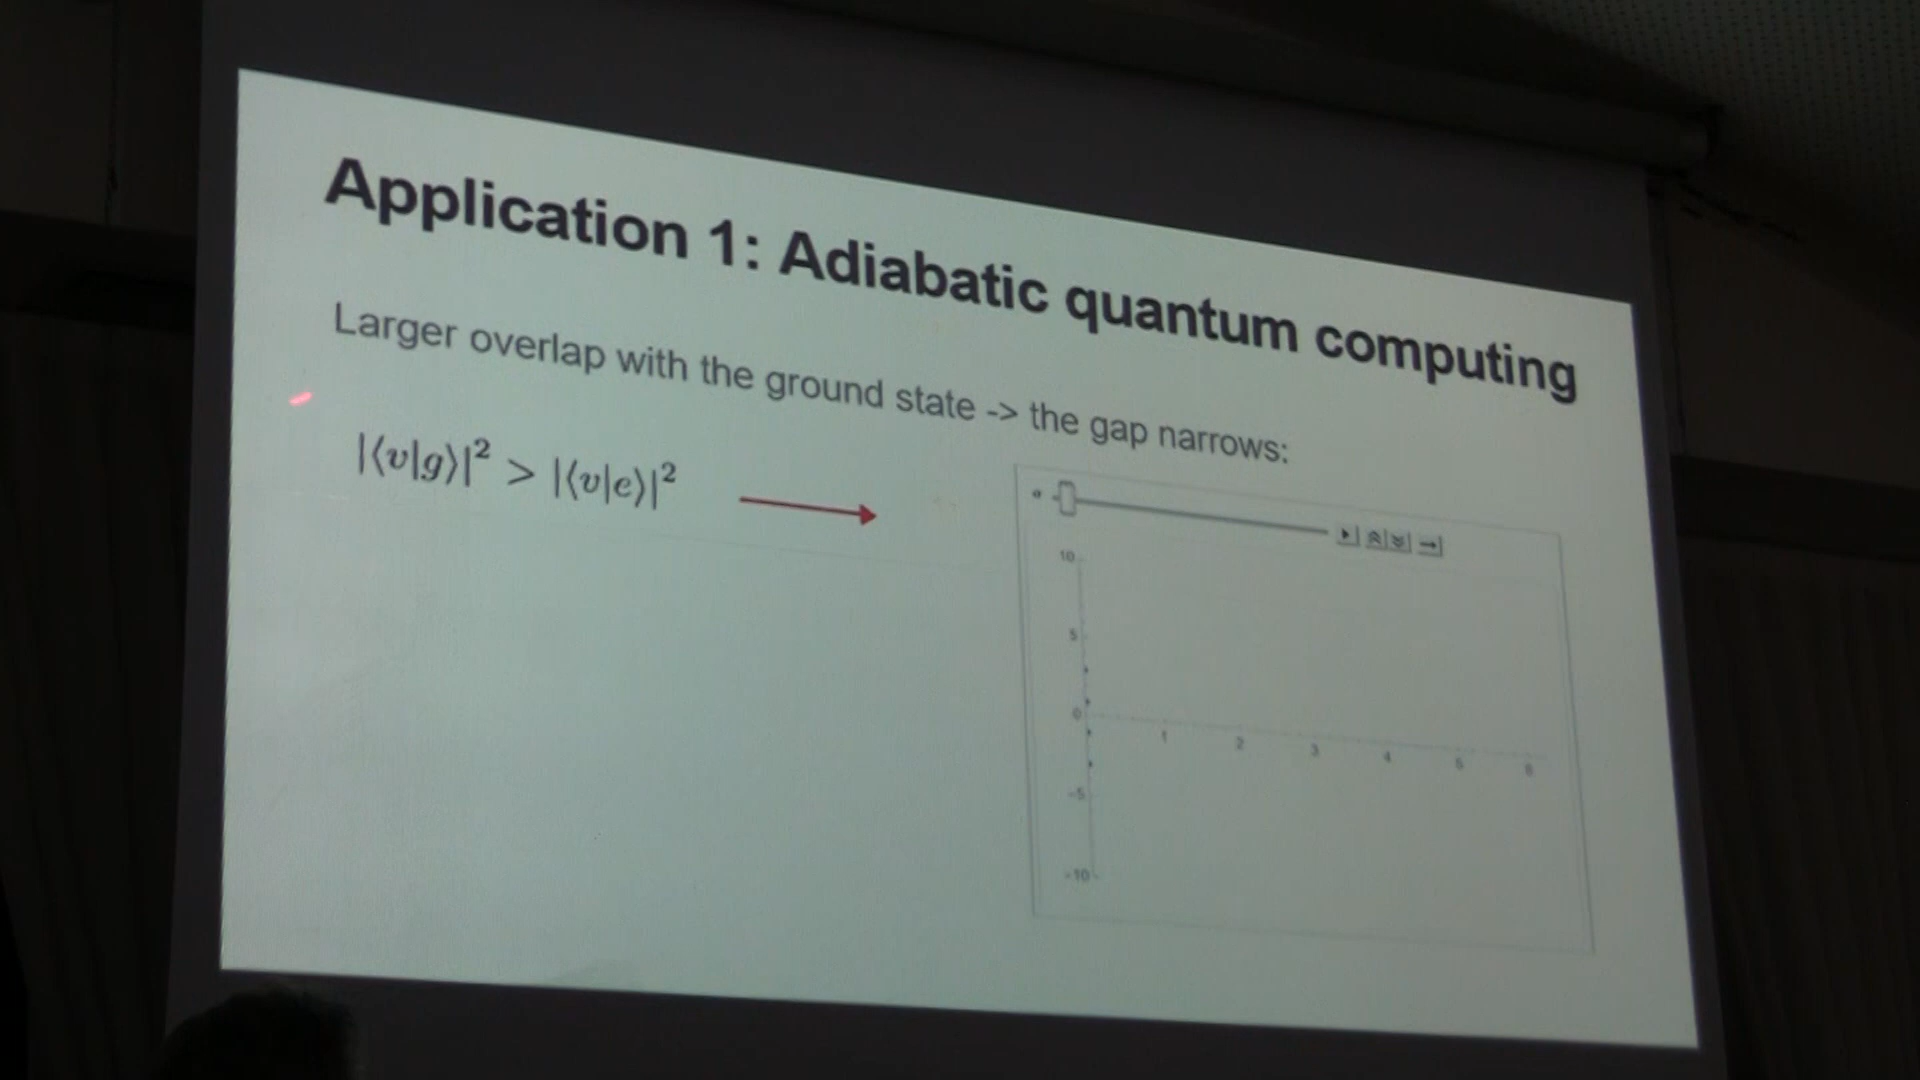 Application 1: Adiabatic quantum computing
Larger overlap with the ground state -> the gap narrows:
|⟨v|g⟩|² > |⟨v|e⟩|²
10
5
0
1 2 3 4 5 6
-5
-10